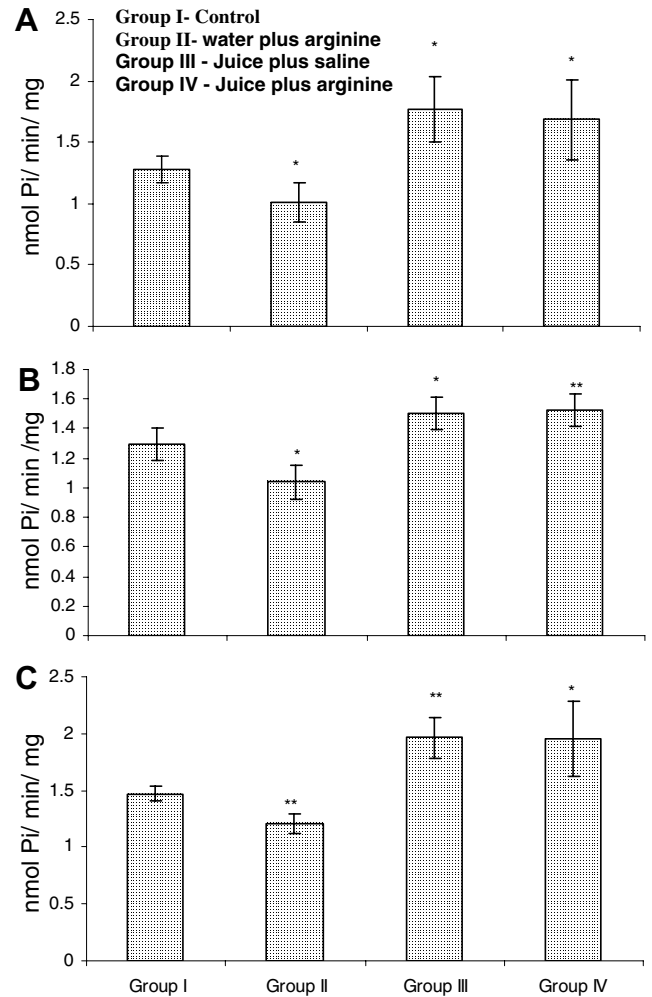 A
Group I- Control
Group II- water plus arginine
Group III - Juice plus saline
Group IV - Juice plus arginine
nmol Pi/ min/ mg
2.5
2
1.5
1
0.5
0
*
*
*
B
nmol Pi/ min /mg
1.8
1.6
1.4
1.2
1
0.8
0.6
0.4
0.2
0
*
*
**
C
nmol Pi/ min/ mg
2.5
2
1.5
1
0.5
0
**
**
*
Group I
Group II
Group III
Group IV